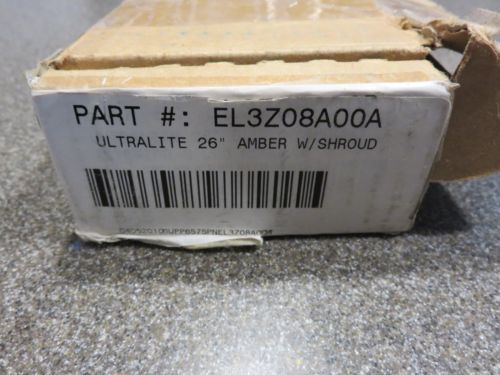 PART #: EL3Z08A00A
ULTRALITE 26" AMBER W/SHROUD